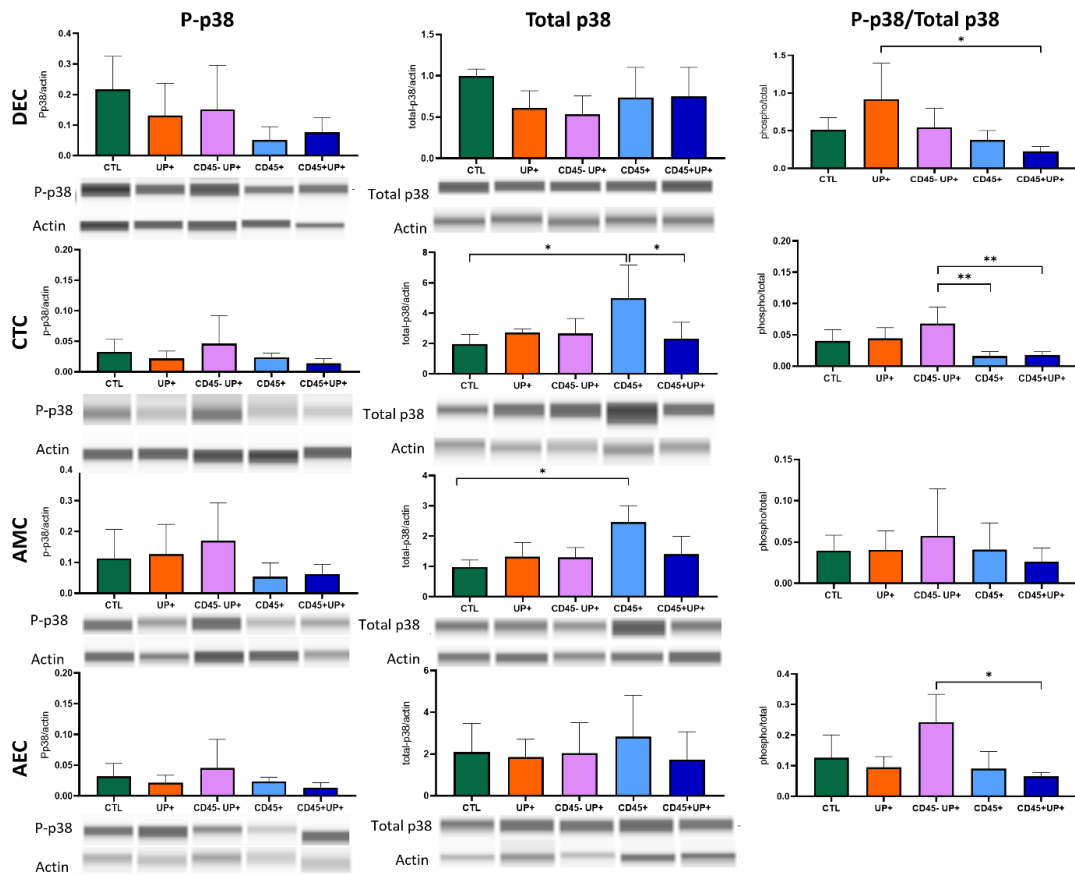 P-p38 Total p38 P-p38/Total p38
DEC
Pp38/actin
0.4
0.3
0.2
0.1
0.0
CTL UP+ CD45- UP+ CD45+ CD45+UP+
P-p38
Actin
total-p38/actin
1.5
1.0
0.5
0.0
CTL UP+ CD45- UP+ CD45+ CD45+UP+
Total p38
Actin
phospho/total
1.5
1.0
0.5
0.0
*
CTL UP+ CD45- UP+ CD45+ CD45+UP+
CTC
p-p38/actin
0.20
0.15
0.10
0.05
0.00
CTL UP+ CD45- UP+ CD45+ CD45+UP+
P-p38
Actin
total-p38/actin
8
6
4
2
0
* *
CTL UP+ CD45- UP+ CD45+ CD45+UP+
Total p38
Actin
phospho/total
0.20
0.15
0.10
0.05
0.00
**
**
CTL UP+ CD45- UP+ CD45+ CD45+UP+
AMC
p-p38/actin
0.4
0.3
0.2
0.1
0.0
CTL UP+ CD45- UP+ CD45+ CD45+UP+
P-p38
Actin
total-p38/actin
4
3
2
1
0
*
CTL UP+ CD45- UP+ CD45+ CD45+UP+
Total p38
Actin
phospho/total
0.20
0.15
0.10
0.05
0.00
CTL UP+ CD45- UP+ CD45+ CD45+UP+
AEC
Pp38/actin
0.20
0.15
0.10
0.05
0.00
CTL UP+ CD45- UP+ CD45+ CD45+UP+
P-p38
Actin
total-p38/actin
6
4
2
0
CTL UP+ CD45- UP+ CD45+ CD45+UP+
Total p38
Actin
phospho/total
0.4
0.3
0.2
0.1
0.0
*
CTL UP+ CD45- UP+ CD45+ CD45+UP+